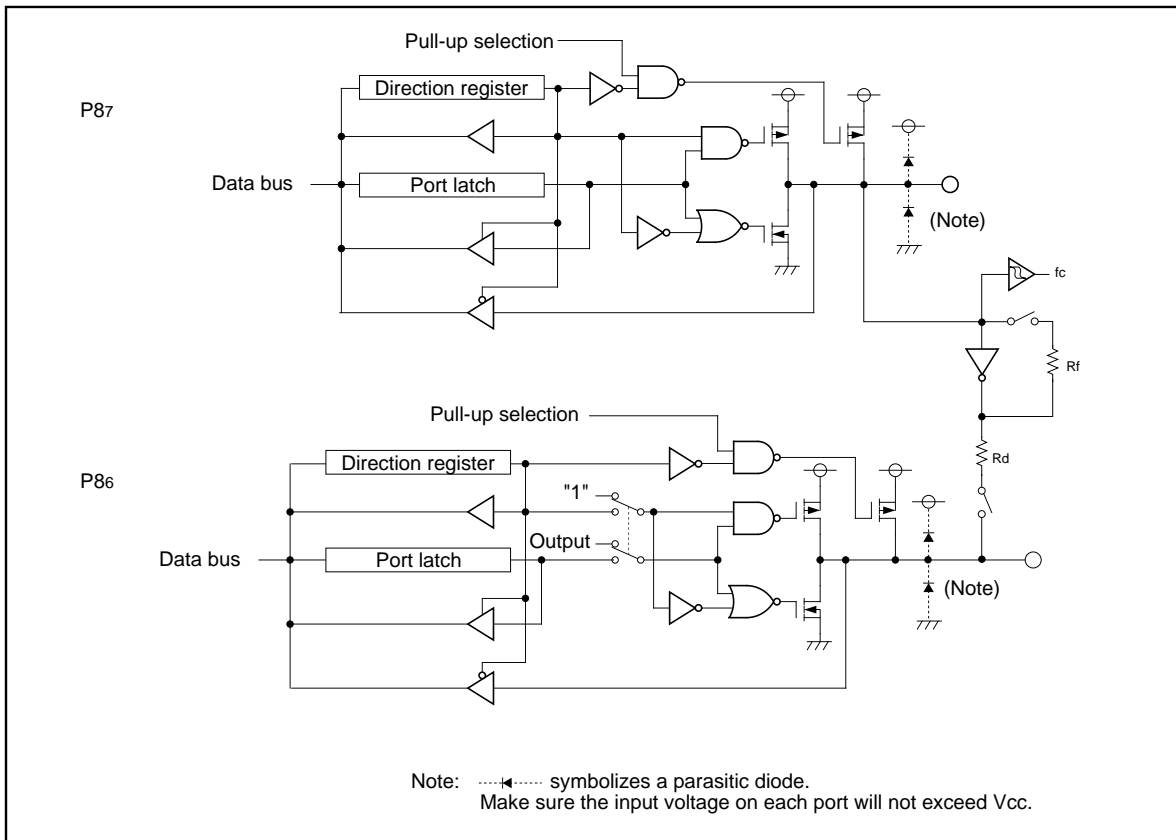 Pull-up selection
P87
Direction register
Data bus
Port latch
(Note)
fc
Rf
Pull-up selection
P86
Direction register
"1"
Rd
Output
Data bus
Port latch
(Note)
Note: symbolizes a parasitic diode.
Make sure the input voltage on each port will not exceed Vcc.